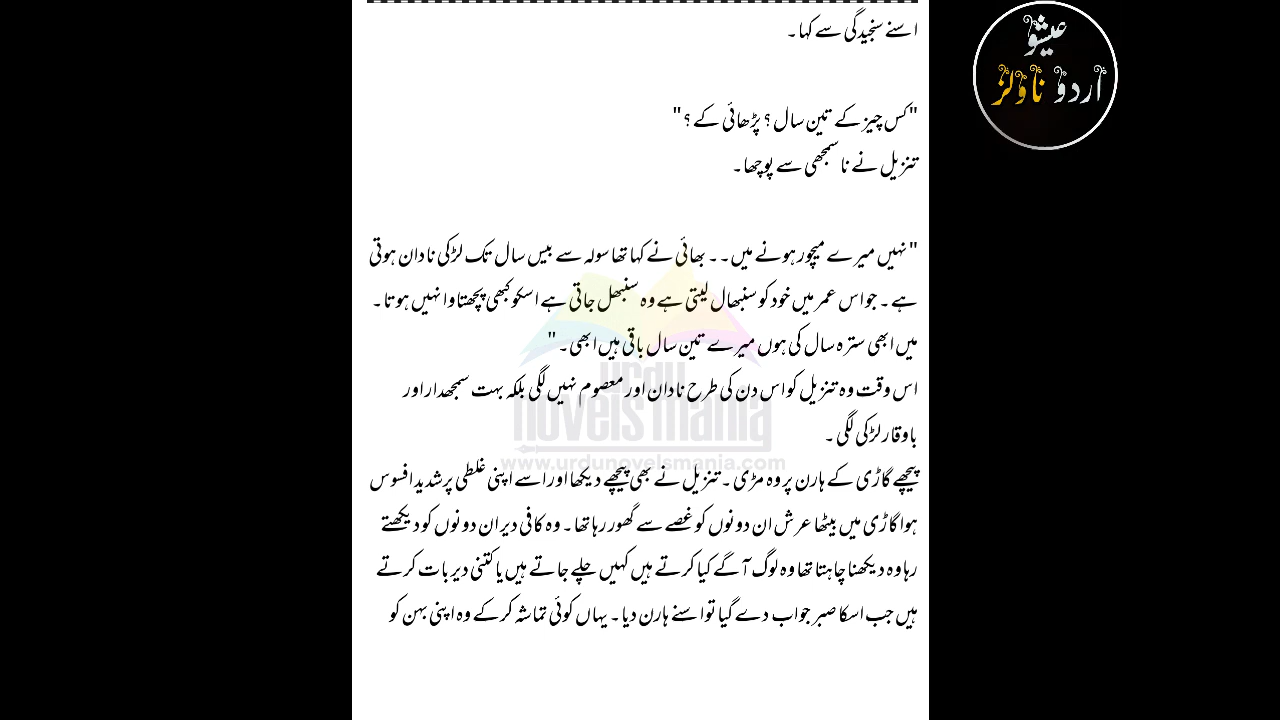 اسنے سنجیدگی سے کہا۔
"کس چیز کے تین سال؟ پڑھائی کے؟"
تنزیل نے ناسمجھی سے پوچھا۔
"نہیں میرے میچور ہونے میں۔۔ بھائی نے کہا تھا سولہ سے بیس سال تک لڑکی نادان ہوتی
ہے۔ جو اس عمر میں خود کو سنبھال لیتی ہے وہ سنبھل جاتی ہے اسکو کبھی پچھتاوا نہیں ہوتا۔
میں ابھی سترہ سال کی ہوں میرے تین سال باقی ہیں ابھی۔"
اس وقت وہ تنزیل کو اس دن کی طرح نادان اور معصوم نہیں لگی بلکہ بہت سمجھدار اور
باوقار لڑکی لگی۔
پیچھے گاڑی کے ہارن پر وہ مڑی۔ تنزیل نے بھی پیچھے دیکھا اور اسے اپنی غلطی پر شدید افسوس
ہوا گاڑی میں بیٹھا عرش ان دونوں کو غصے سے گھور رہا تھا۔ وہ کافی دیر ان دونوں کو دیکھتے
رہا وہ دیکھنا چاہتا تھا وہ لوگ آگے کیا کرتے ہیں کہیں چلے جاتے ہیں یا کتنی دیر بات کرتے
ہیں جب اسکا صبر جواب دے گیا تو اسنے ہارن دیا۔ یہاں کوئی تماشہ کر کے وہ اپنی بہن کو
عیشو
اردو ناولز
urdu
novels mania
www.urdunovelsmania.com